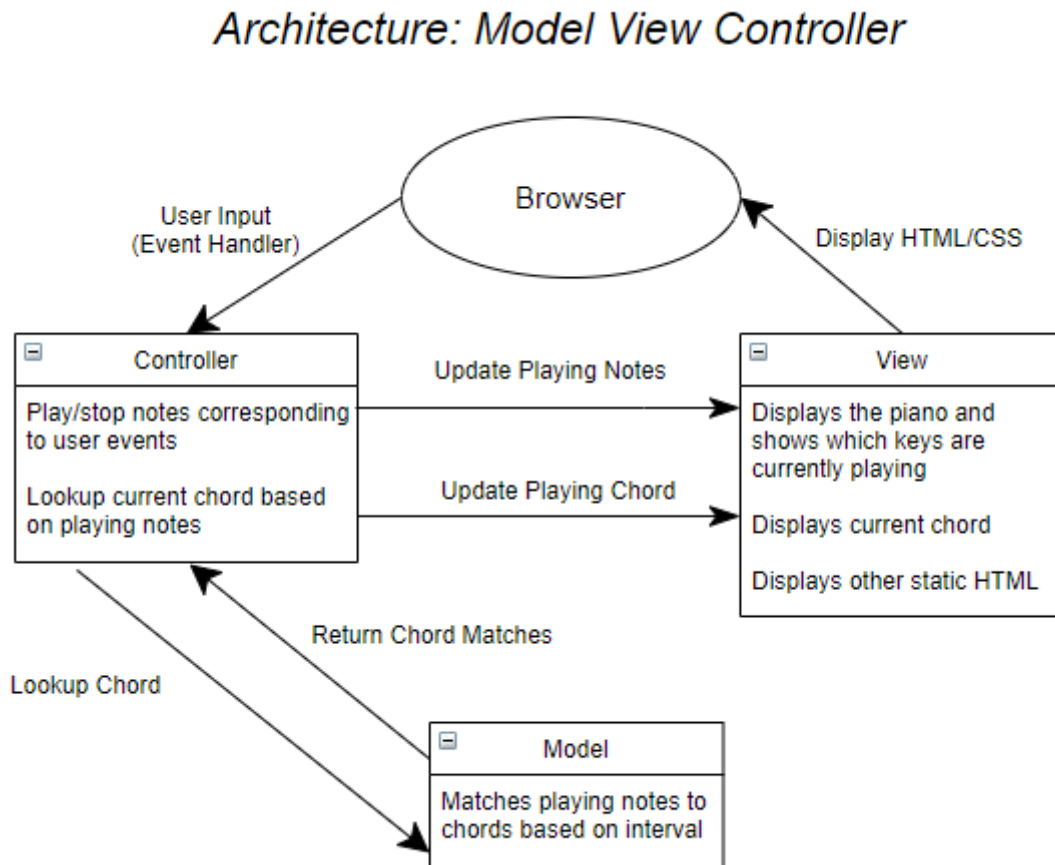 Architecture: Model View Controller
Browser
User Input
(Event Handler)
Display HTML/CSS
Controller
Play/stop notes corresponding
to user events
Lookup current chord based
on playing notes
Update Playing Notes
Update Playing Chord
View
Displays the piano and
shows which keys are
currently playing
Displays current chord
Displays other static HTML
Return Chord Matches
Lookup Chord
Model
Matches playing notes to
chords based on interval